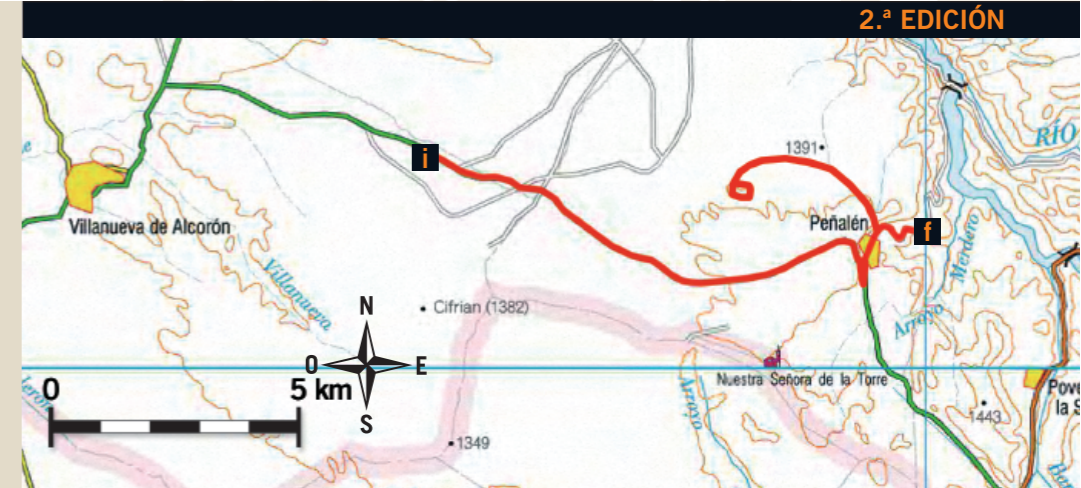 2.ª EDICIÓN
RÍO
1391
i
Peñalén
f
Villanueva de Alcorón
Merdero
Villanueva
Cifrian (1382)
N
O
E
S
Arroyo
0
5 km
Nuestra Señora de la Torre
Arroyo
Pove
la S
1443
1349